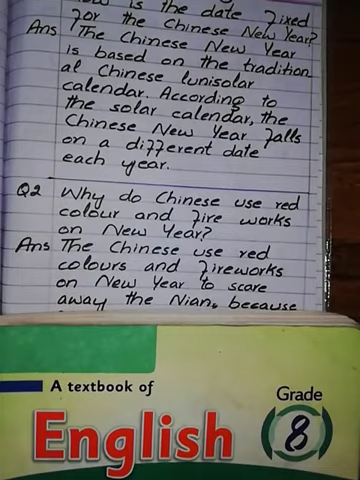 is the date fixed
for the Chinese New Year?
Ans The Chinese New Year
is based on the tradition
al Chinese lunisolar
calendar. According to
the solar calendar, the
Chinese New Year falls
on a different date
each year.
Q2 Why do Chinese use red
colour and fire works
on New Year?
Ans The Chinese use red
colours and fireworks
on New Year to scare
away the Nian, because
A textbook of
English
Grade
8